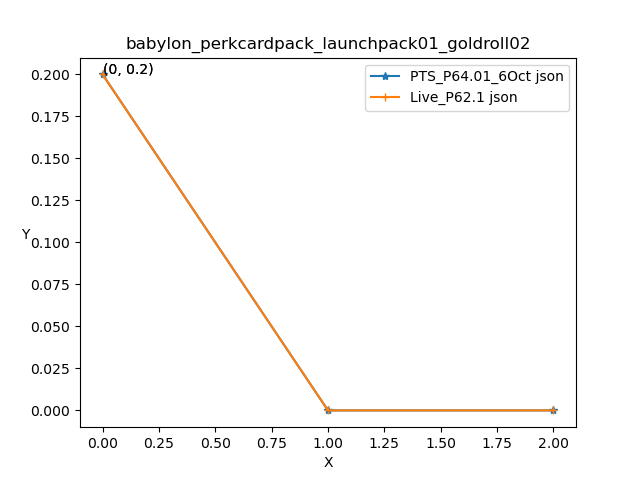 babylon_perkcardpack_launchpack01_goldroll02
(0, 0.2)
PTS_P64.01_6Oct json
Live_P62.1 json
Y
0.200
0.175
0.150
0.125
0.100
0.075
0.050
0.025
0.000
0.00 0.25 0.50 0.75 1.00 1.25 1.50 1.75 2.00
X